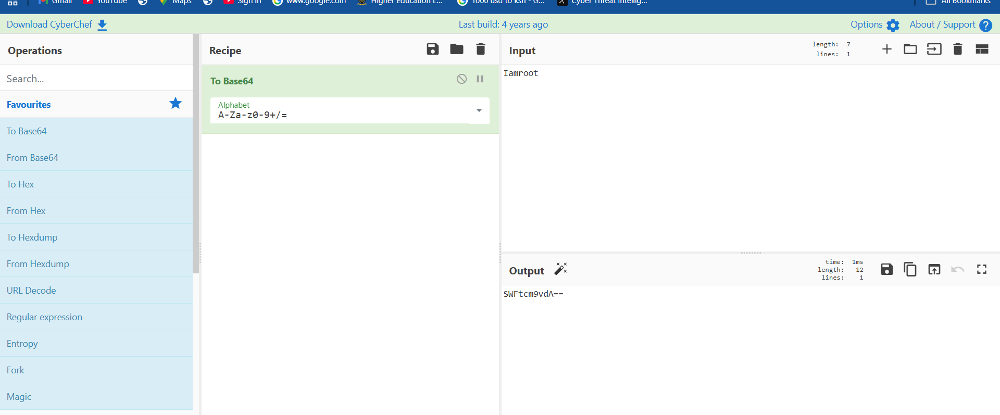 Gmail YouTube Maps Sign in www.google.com Higher Education L... 1000 usd to ksh - G... Cyber Threat Intellig... All Bookmarks
Download CyberChef Last build: 4 years ago Options About / Support
Operations
Search...
Favourites
To Base64
From Base64
To Hex
From Hex
To Hexdump
From Hexdump
URL Decode
Regular expression
Entropy
Fork
Magic
Recipe
To Base64
Alphabet
A-Za-z0-9+/=
Input
length: 7
lines: 1
Iamroot
Output
time: 1ms
length: 12
lines: 1
SWFtcm9vdA==